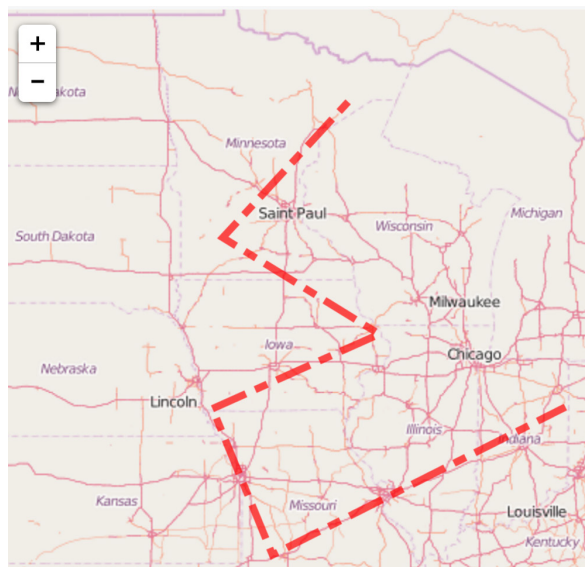 +
−
Minnesota
Saint Paul
Michigan
Wisconsin
South Dakota
Milwaukee
Iowa
Chicago
Nebraska
Lincoln
Illinois
Indiana
Kansas
Missouri
Louisville
Kentucky